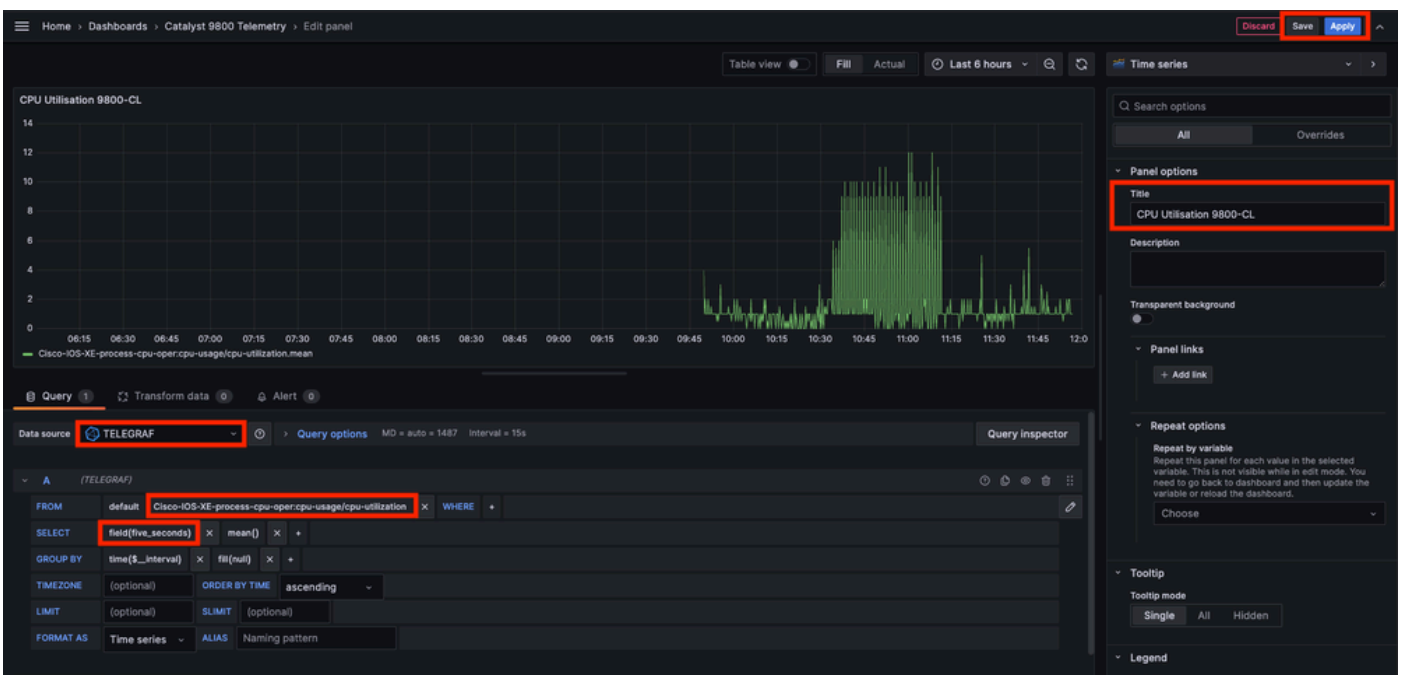 Home › Dashboards › Catalyst 9800 Telemetry › Edit panel
Discard Save Apply
Table view Fill Actual Last 6 hours
Time series
CPU Utilisation 9800-CL
14
12
10
8
6
4
2
0
06:15 06:30 06:45 07:00 07:15 07:30 07:45 08:00 08:15 08:30 08:45 09:00 09:15 09:30 09:45 10:00 10:15 10:30 10:45 11:00 11:15 11:30 11:45 12:0
Cisco-IOS-XE-process-cpu-oper:cpu-usage/cpu-utilization.mean
Query 1 Transform data 0 Alert 0
Data source TELEGRAF › Query options MD = auto = 1487 Interval = 15s Query inspector
A (TELEGRAF)
FROM default Cisco-IOS-XE-process-cpu-oper:cpu-usage/cpu-utilization × WHERE +
SELECT field(five_seconds) × mean() × +
GROUP BY time($__interval) × fill(null) × +
TIMEZONE (optional) ORDER BY TIME ascending
LIMIT (optional) SLIMIT (optional)
FORMAT AS Time series ALIAS Naming pattern
Search options
All Overrides
Panel options
Title
CPU Utilisation 9800-CL
Description
Transparent background
Panel links
+ Add link
Repeat options
Repeat by variable
Repeat this panel for each value in the selected
variable. This is not visible while in edit mode. You
need to go back to dashboard and then update the
variable or reload the dashboard.
Choose
Tooltip
Tooltip mode
Single All Hidden
Legend